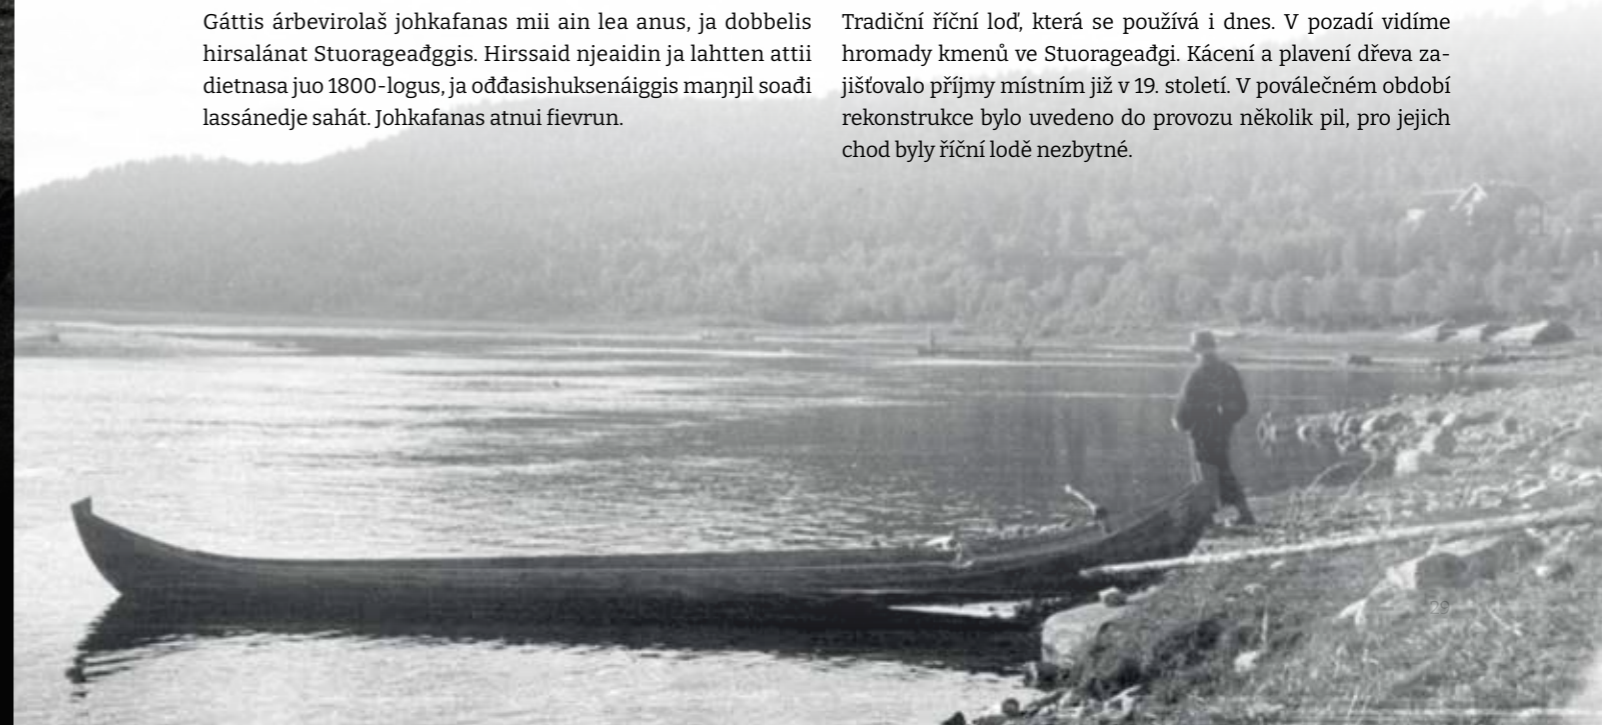 Gáttis árbevirolaš johkafanas mii ain lea anus, ja dobbelis
hirsalánat Stuorageađggis. Hirssaid njeaidin ja lahtten attii
dietnasa juo 1800-logus, ja ođđasishuksenáiggis maŋŋil soađi
lassánedje sahát. Johkafanas atnui fievrun.
Tradiční říční loď, která se používá i dnes. V pozadí vidíme
hromady kmenů ve Stuorageađgi. Kácení a plavení dřeva za-
jišťovalo příjmy místním již v 19. století. V poválečném období
rekonstrukce bylo uvedeno do provozu několik pil, pro jejich
chod byly říční lodě nezbytné.
29